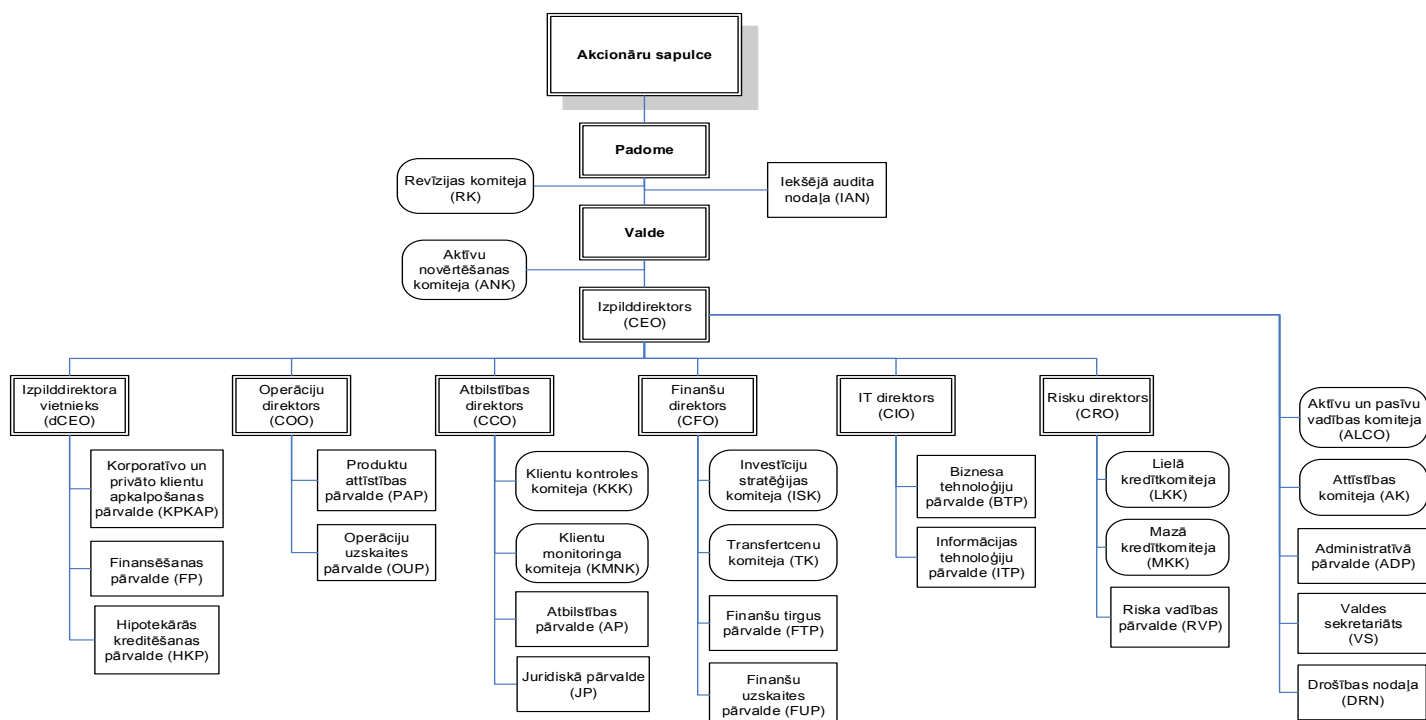 Akcionāru sapulce
Padome
Revīzijas komiteja
(RK)
Iekšējā audita
nodaļa (IAN)
Valde
Aktīvu
novērtēšanas
komiteja (ANK)
Izpilddirektors
(CEO)
Izpilddirektora
vietnieks
(dCEO)
Operāciju
direktors
(COO)
Atbilstības
direktors
(CCO)
Finanšu
direktors
(CFO)
IT direktors
(CIO)
Risku direktors
(CRO)
Aktīvu un pasīvu
vadības komiteja
(ALCO)
Korporatīvo un
privāto klientu
apkalpošanas
pārvalde (KPKAP)
Produktu
attīstības
pārvalde (PAP)
Klientu kontroles
komiteja (KKK)
Investīciju
stratēģijas
komiteja (ISK)
Biznesa
tehnoloģiju
pārvalde (BTP)
Lielā
kredītkomiteja
(LKK)
Attīstības
komiteja (AK)
Finansēšanas
pārvalde (FP)
Operāciju
uzskaites
pārvalde (OUP)
Klientu
monitoringa
komiteja (KMNK)
Transfertcenu
komiteja (TK)
Informācijas
tehnoloģiju
pārvalde (ITP)
Mazā
kredītkomiteja
(MKK)
Administratīvā
pārvalde (ADP)
Hipotekārās
kreditēšanas
pārvalde (HKP)
Atbilstības
pārvalde (AP)
Finanšu tirgus
pārvalde (FTP)
Riska vadības
pārvalde (RVP)
Valdes
sekretariāts
(VS)
Juridiskā pārvalde
(JP)
Finanšu
uzskaites
pārvalde (FUP)
Drošības nodaļa
(DRN)